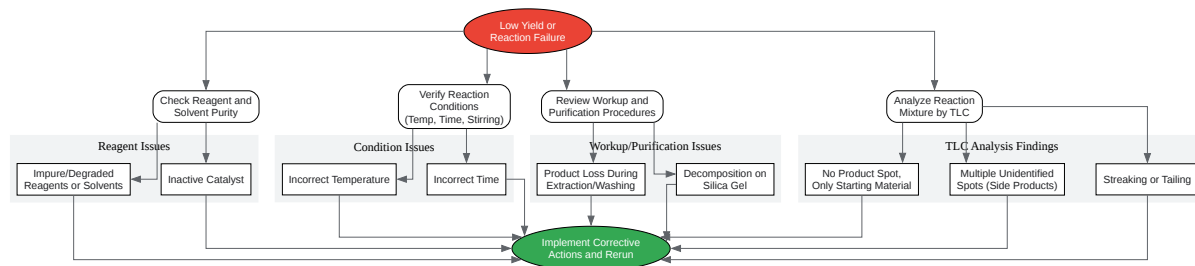 Low Yield or
Reaction Failure
Check Reagent and
Solvent Purity
Verify Reaction
Conditions
(Temp, Time, Stirring)
Review Workup and
Purification Procedures
Analyze Reaction
Mixture by TLC
Reagent Issues
Condition Issues
Workup/Purification Issues
TLC Analysis Findings
Impure/Degraded
Reagents or Solvents
Inactive Catalyst
Incorrect Temperature
Incorrect Time
Product Loss During
Extraction/Washing
Decomposition on
Silica Gel
No Product Spot,
Only Starting Material
Multiple Unidentified
Spots (Side Products)
Streaking or Tailing
Implement Corrective
Actions and Rerun